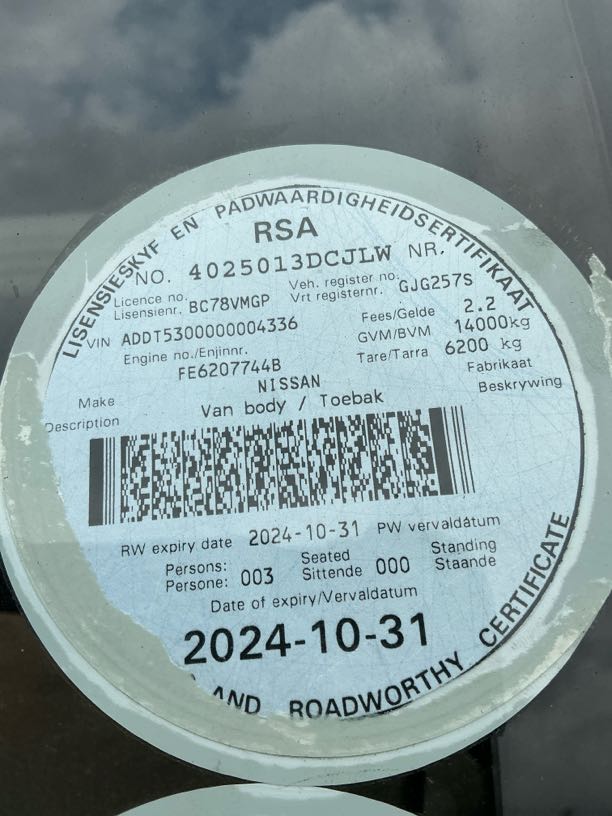 LISENSIESKYF EN PADWAARDIGHEIDSERTIFIKAAT
RSA
NO. 4025013DCJLW NR.
Licence no. Veh. register no.
Lisensienr. BC78VMGP Vrt registernr. GJG257S
VIN ADDT5300000004336 Fees/Gelde 2.2
Engine no./Enjinnr. GVM/BVM 14000kg
FE6207744B Tare/Tarra 6200 kg
Make NISSAN Fabrikaat
Description Van body / Toebak Beskrywing
RW expiry date 2024-10-31 PW vervaldátum
Persons: Seated Standing
Persone: 003 Sittende 000 Staande
Date of expiry/Vervaldatum
2024-10-31
AND ROADWORTHY CERTIFICATE